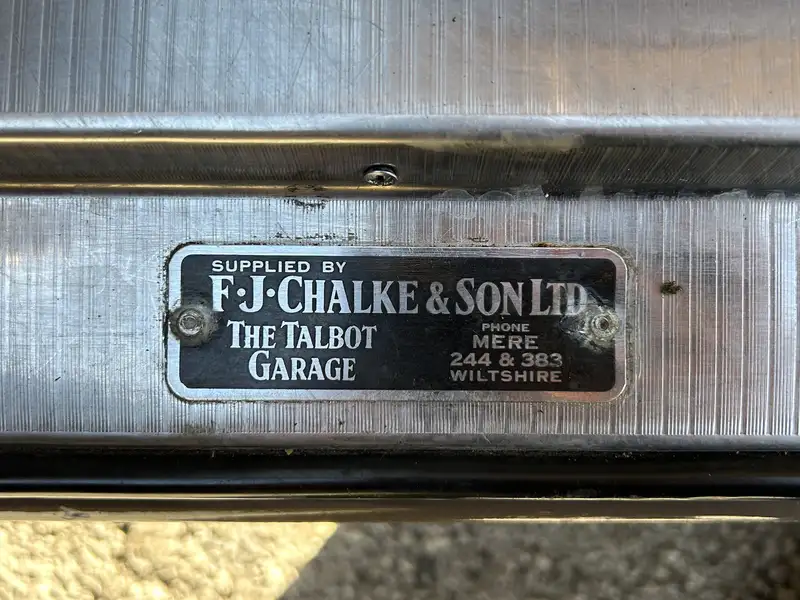 SUPPLIED BY
F·J·CHALKE & SON LTD
THE TALBOT
GARAGE
PHONE
MERE
244 & 383
WILTSHIRE